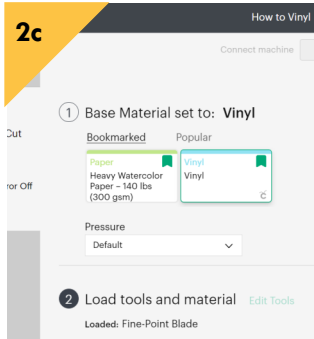 2c
How to Vinyl
Connect machine
1 Base Material set to: Vinyl
Cut
Bookmarked Popular
Paper
Heavy Watercolor
Paper – 140 lbs
(300 gsm)
Vinyl
Vinyl
C
ror Off
Pressure
Default
2 Load tools and material Edit Tools
Loaded: Fine-Point Blade